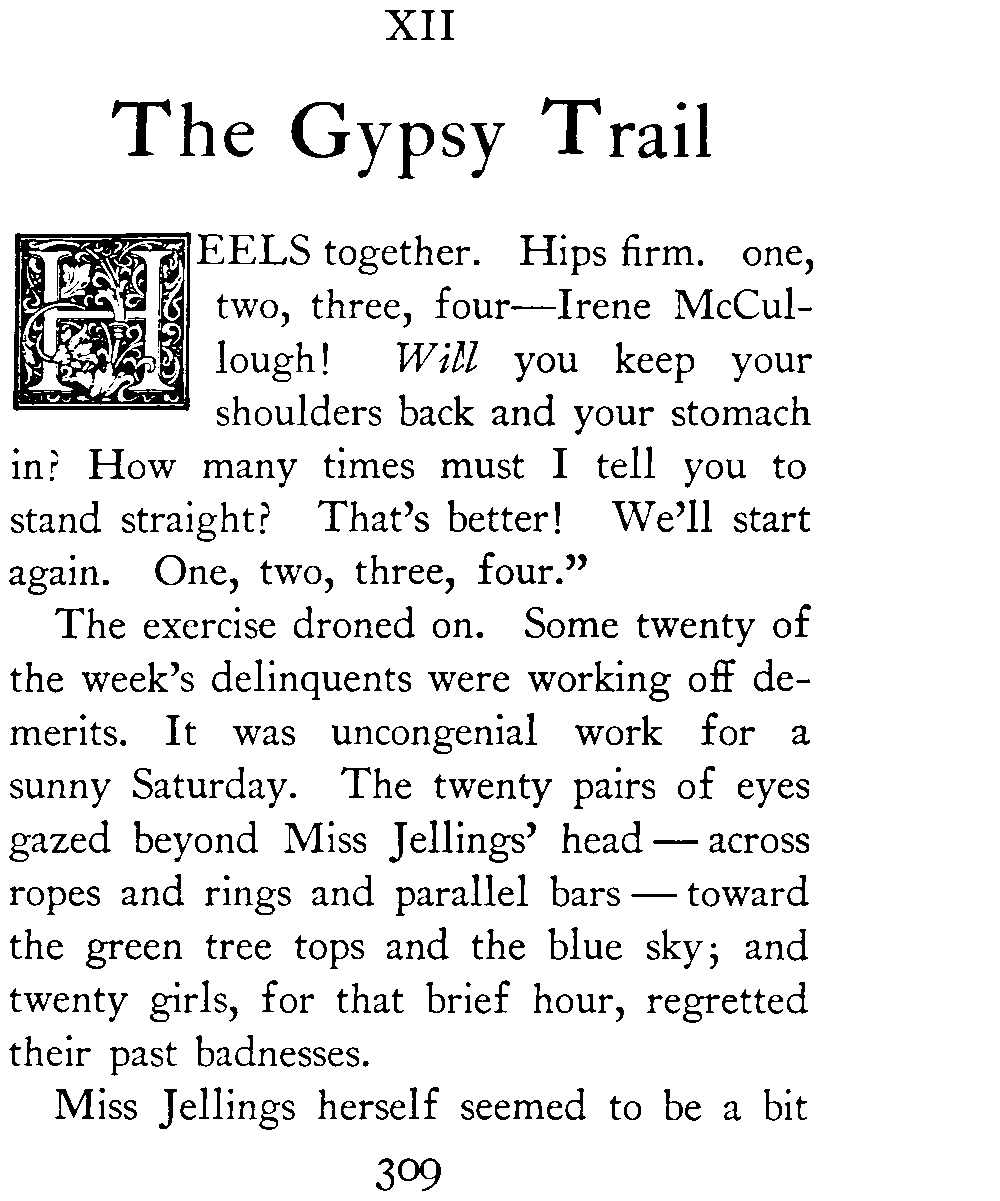 XII
The Gypsy Trail
HEELS together. Hips firm. one,
two, three, four—Irene McCul-
lough! Will you keep your
shoulders back and your stomach
in? How many times must I tell you to
stand straight? That's better! We'll start
again. One, two, three, four.”
The exercise droned on. Some twenty of
the week's delinquents were working off de-
merits. It was uncongenial work for a
sunny Saturday. The twenty pairs of eyes
gazed beyond Miss Jellings' head — across
ropes and rings and parallel bars — toward
the green tree tops and the blue sky; and
twenty girls, for that brief hour, regretted
their past badnesses.
Miss Jellings herself seemed to be a bit
309